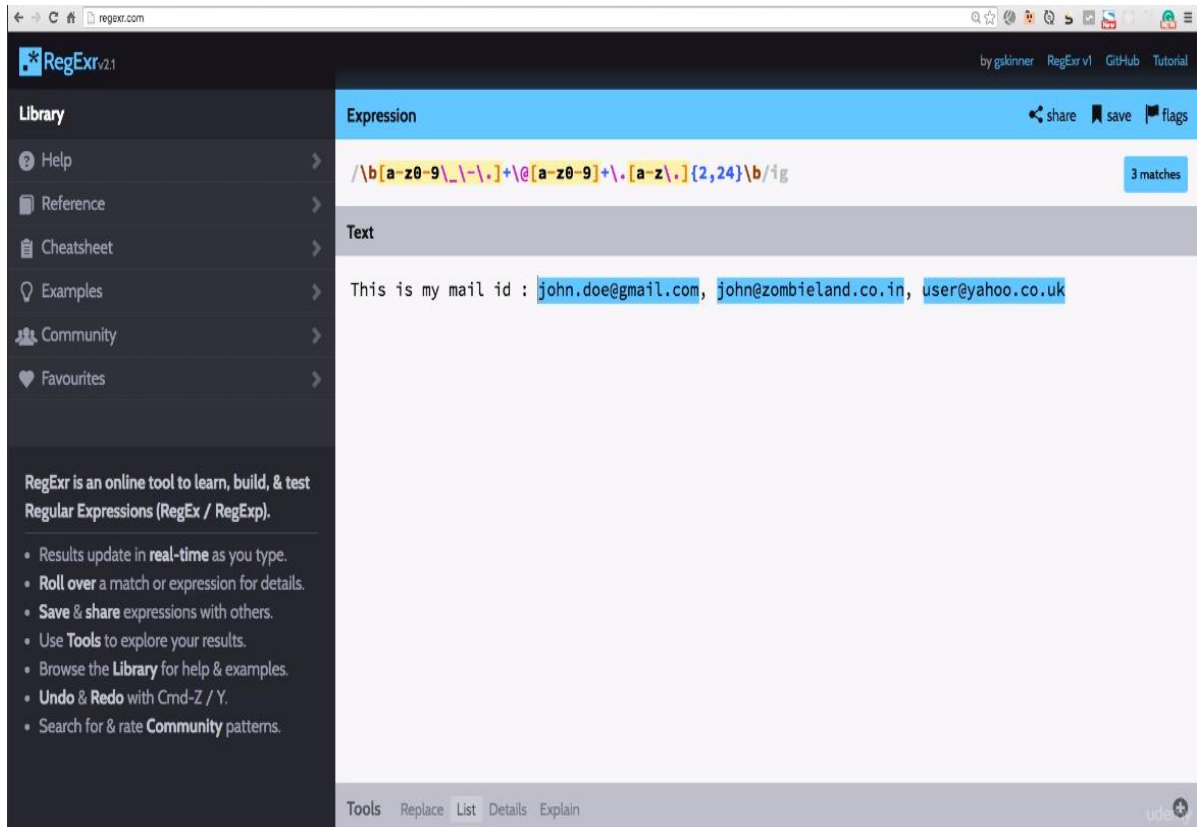 regexr.com
RegExr v2.1
by gskinner RegExr v1 GitHub Tutorial
Library
Help
Reference
Cheatsheet
Examples
Community
Favourites
RegExr is an online tool to learn, build, & test
Regular Expressions (RegEx / RegExp).
• Results update in real-time as you type.
• Roll over a match or expression for details.
• Save & share expressions with others.
• Use Tools to explore your results.
• Browse the Library for help & examples.
• Undo & Redo with Cmd-Z / Y.
• Search for & rate Community patterns.
Expression
share save flags
/\b[a-z0-9\_\-\.]+\@[a-z0-9]+\.[a-z\.]{2,24}\b/ig
3 matches
Text
This is my mail id : john.doe@gmail.com, john@zombieland.co.in, user@yahoo.co.uk
Tools Replace List Details Explain